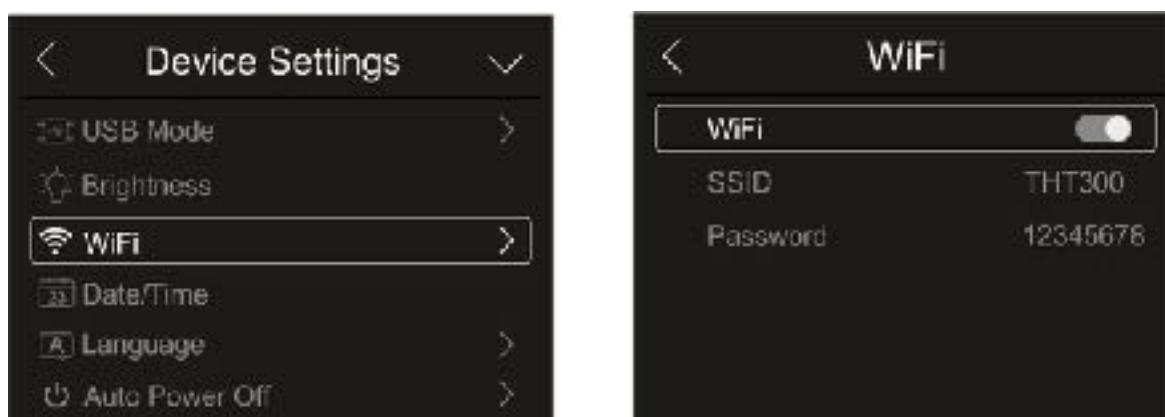 Device Settings
USB Mode
Brightness
WiFi
Date/Time
Language
Auto Power Off
WiFi
WiFi
SSID THT300
Password 12345678